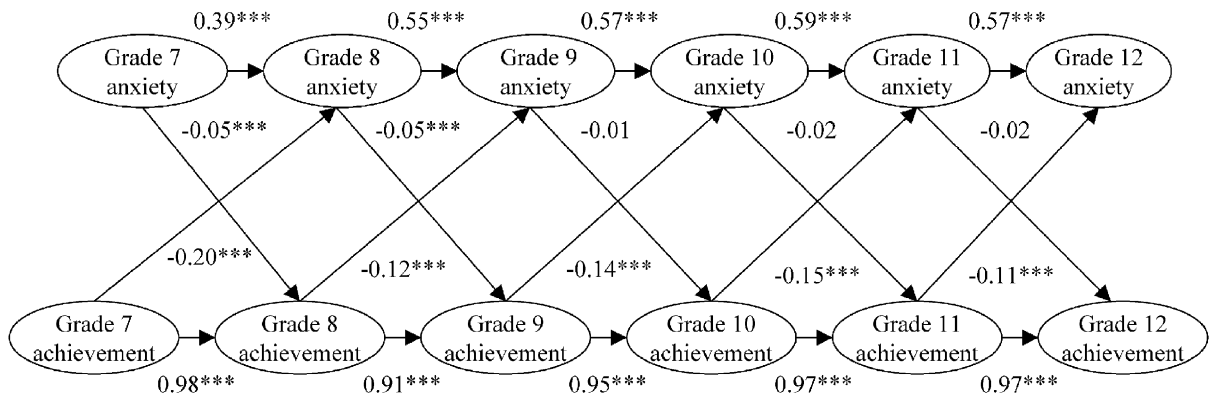 0.39*** 0.55*** 0.57*** 0.59*** 0.57***
Grade 7 Grade 8 Grade 9 Grade 10 Grade 11 Grade 12
anxiety anxiety anxiety anxiety anxiety anxiety
-0.05*** -0.05*** -0.01 -0.02 -0.02
-0.20*** -0.12*** -0.14*** -0.15*** -0.11***
Grade 7 Grade 8 Grade 9 Grade 10 Grade 11 Grade 12
achievement achievement achievement achievement achievement achievement
0.98*** 0.91*** 0.95*** 0.97*** 0.97***